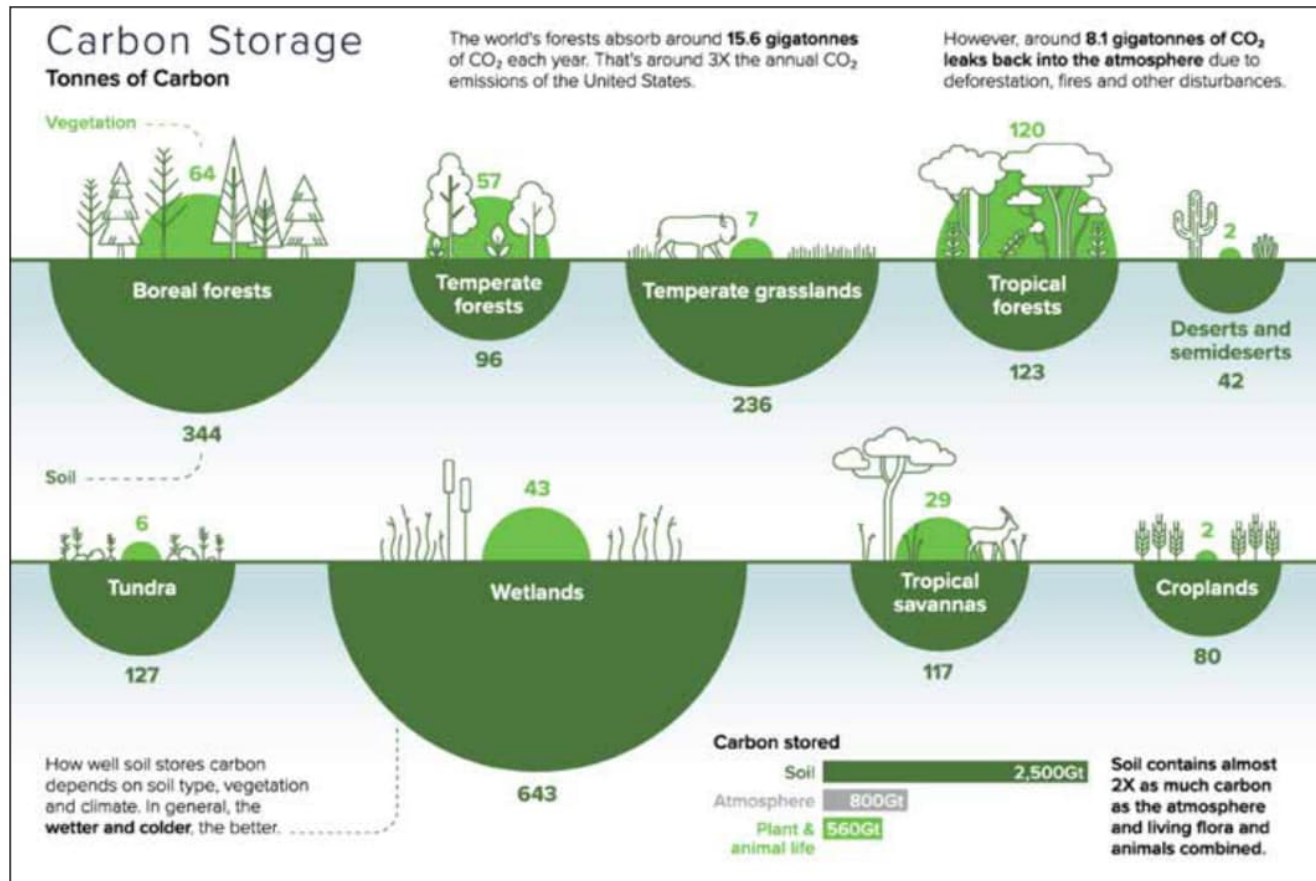 Carbon Storage
Tonnes of Carbon
The world's forests absorb around 15.6 gigatonnes
of CO₂ each year. That's around 3X the annual CO₂
emissions of the United States.
However, around 8.1 gigatonnes of CO₂
leaks back into the atmosphere due to
deforestation, fires and other disturbances.
Vegetation
64
57
7
120
2
Boreal forests
Temperate
forests
Temperate grasslands
Tropical
forests
Deserts and
semideserts
344
96
236
123
42
Soil
6
43
29
2
Tundra
Wetlands
Tropical
savannas
Croplands
127
643
117
80
How well soil stores carbon
depends on soil type, vegetation
and climate. In general, the
wetter and colder, the better.
Carbon stored
Soil 2,500Gt
Atmosphere 800Gt
Plant &
animal life 560Gt
Soil contains almost
2X as much carbon
as the atmosphere
and living flora and
animals combined.